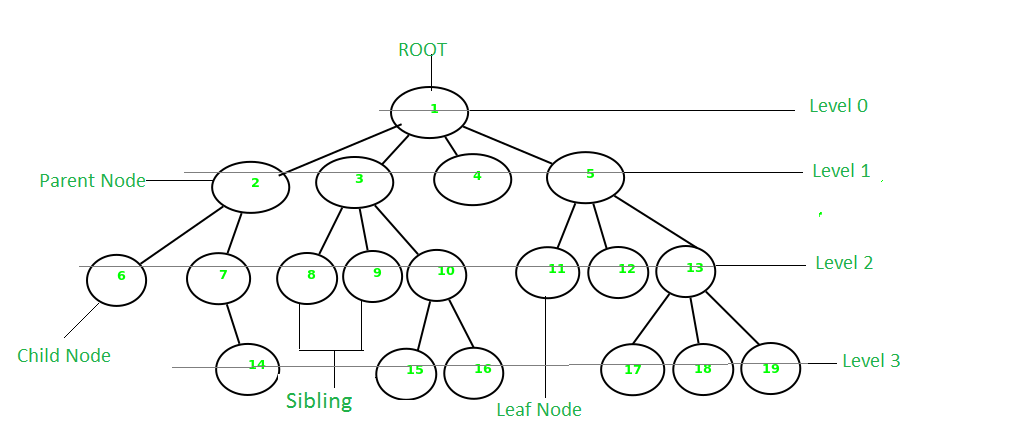 ROOT
1
Level 0
Parent Node
2
3
4
5
Level 1
6
7
8
9
10
11
12
13
Level 2
Child Node
14
15
16
17
18
19
Level 3
Sibling
Leaf Node